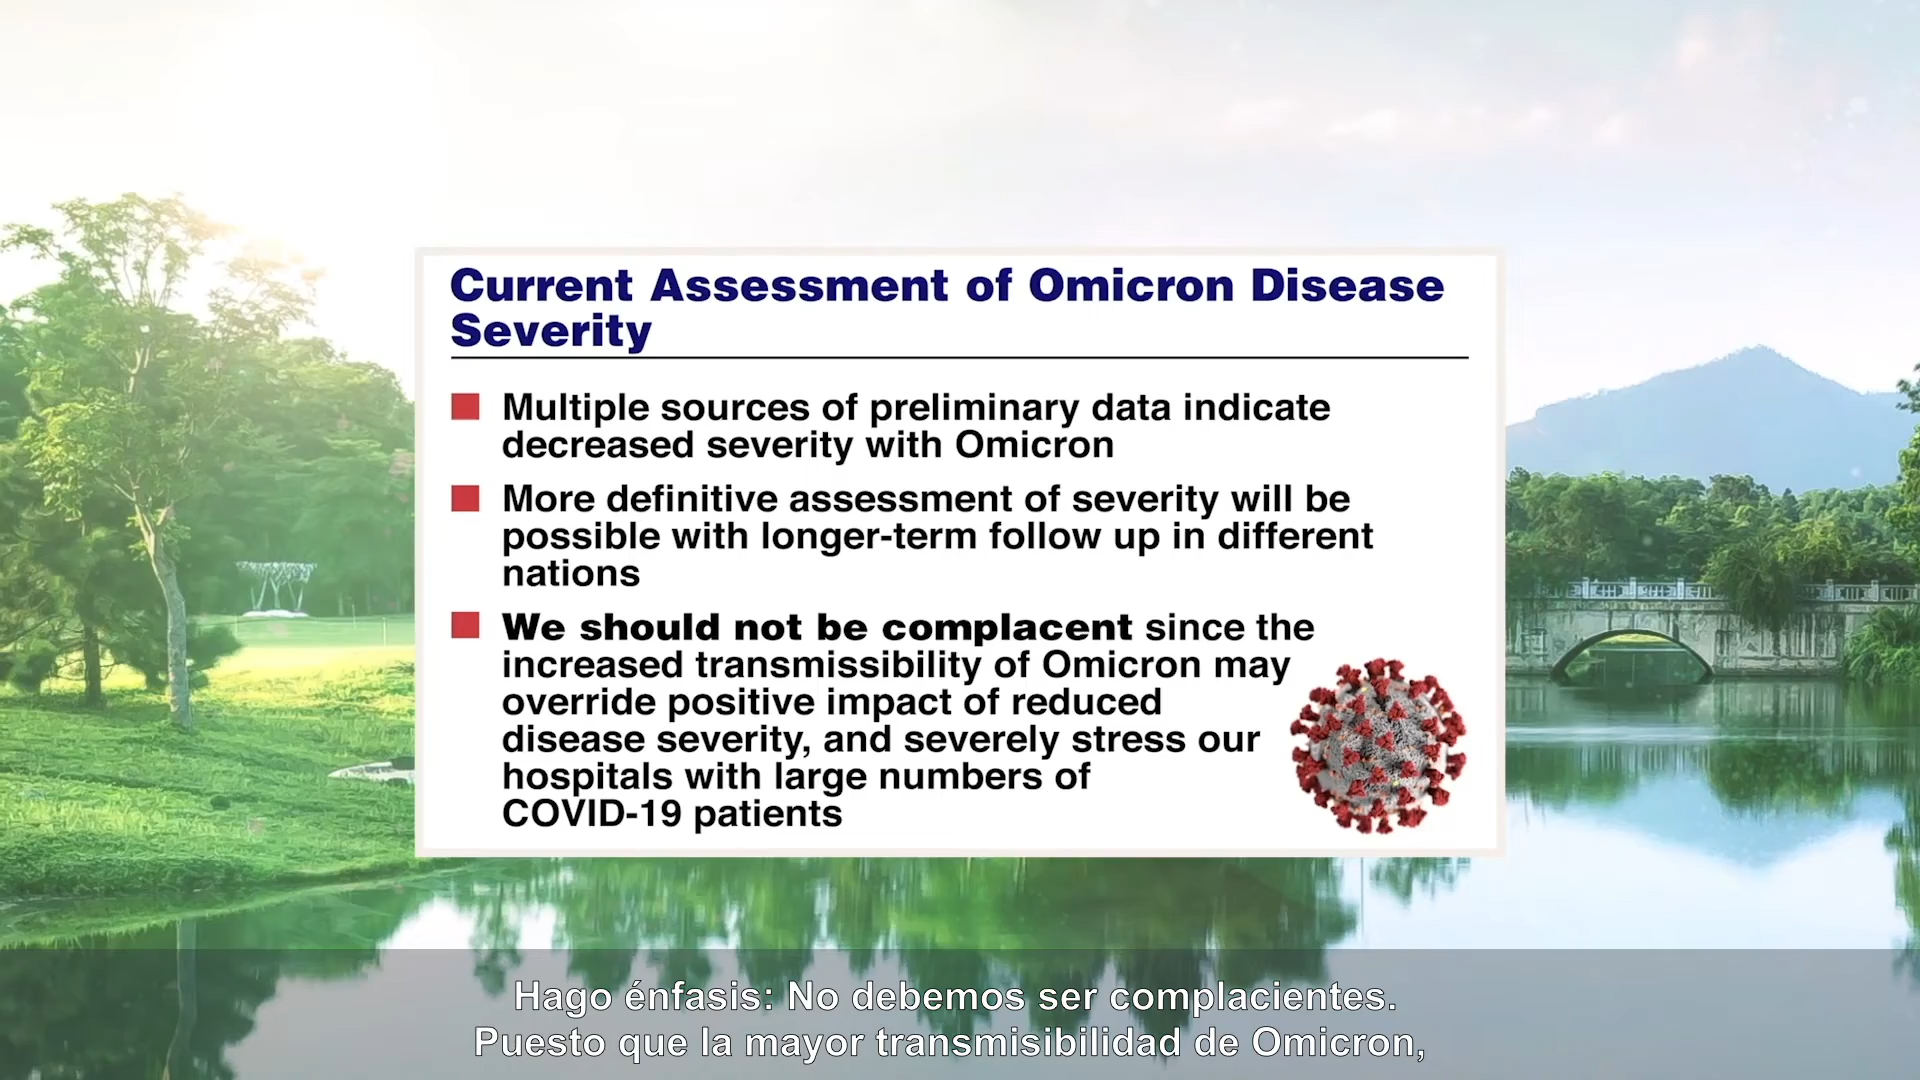 Current Assessment of Omicron Disease
Severity
Multiple sources of preliminary data indicate
decreased severity with Omicron
More definitive assessment of severity will be
possible with longer-term follow up in different
nations
We should not be complacent since the
increased transmissibility of Omicron may
override positive impact of reduced
disease severity, and severely stress our
hospitals with large numbers of
COVID-19 patients
Hago énfasis: No debemos ser complacientes.
Puesto que la mayor transmisibilidad de Omicron,